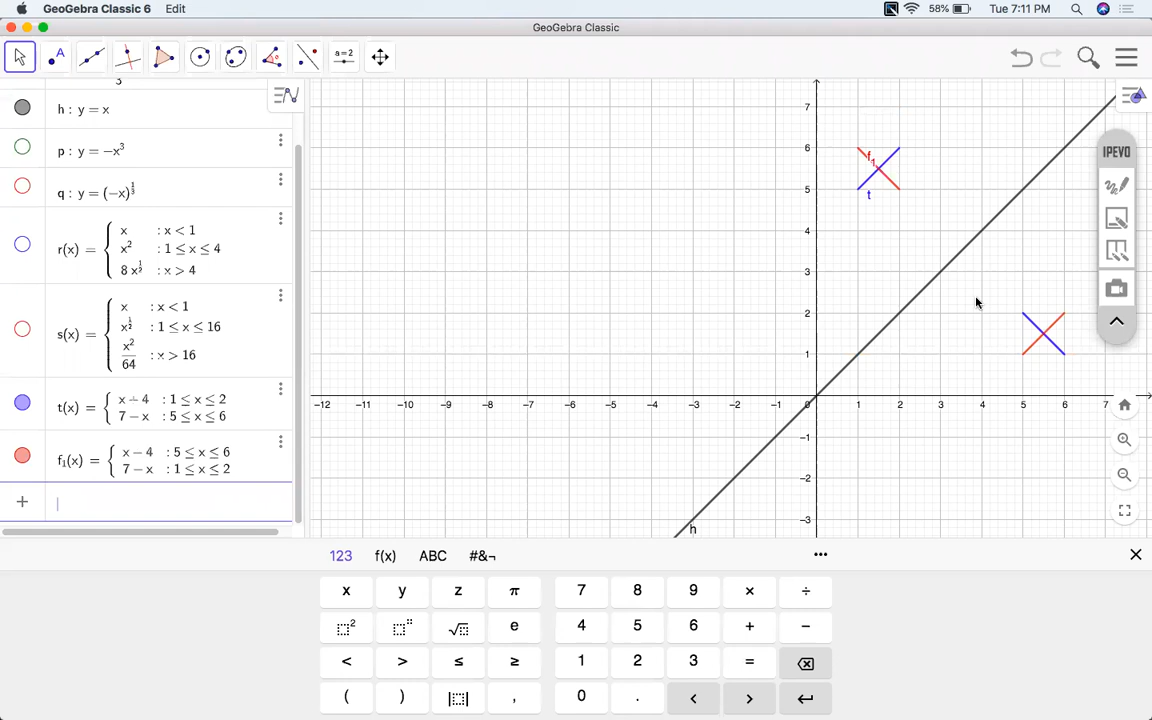 GeoGebra Classic 6 Edit 58% Tue 7:11 PM
GeoGebra Classic
A a=2
3
h : y = x
p : y = −x³
q : y = (−x)^{1/3}
r(x) = { x : x < 1
x² : 1 ≤ x ≤ 4
8 x^{1/2} : x > 4
s(x) = { x : x < 1
x^{1/2} : 1 ≤ x ≤ 16
x²/64 : x > 16
t(x) = { x − 4 : 1 ≤ x ≤ 2
7 − x : 5 ≤ x ≤ 6
f₁(x) = { x − 4 : 5 ≤ x ≤ 6
7 − x : 1 ≤ x ≤ 2
+
7
6
5
4
3
2
1
−12 −11 −10 −9 −8 −7 −6 −5 −4 −3 −2 −1 0 1 2 3 4 5 6 7
−1
−2
−3
f₁
t
h
IPEVO
123 f(x) ABC #&¬ ...
x y z π 7 8 9 × ÷
□² □^□ √□ e 4 5 6 + −
< > ≤ ≥ 1 2 3 =
( ) |□| , 0 . < >